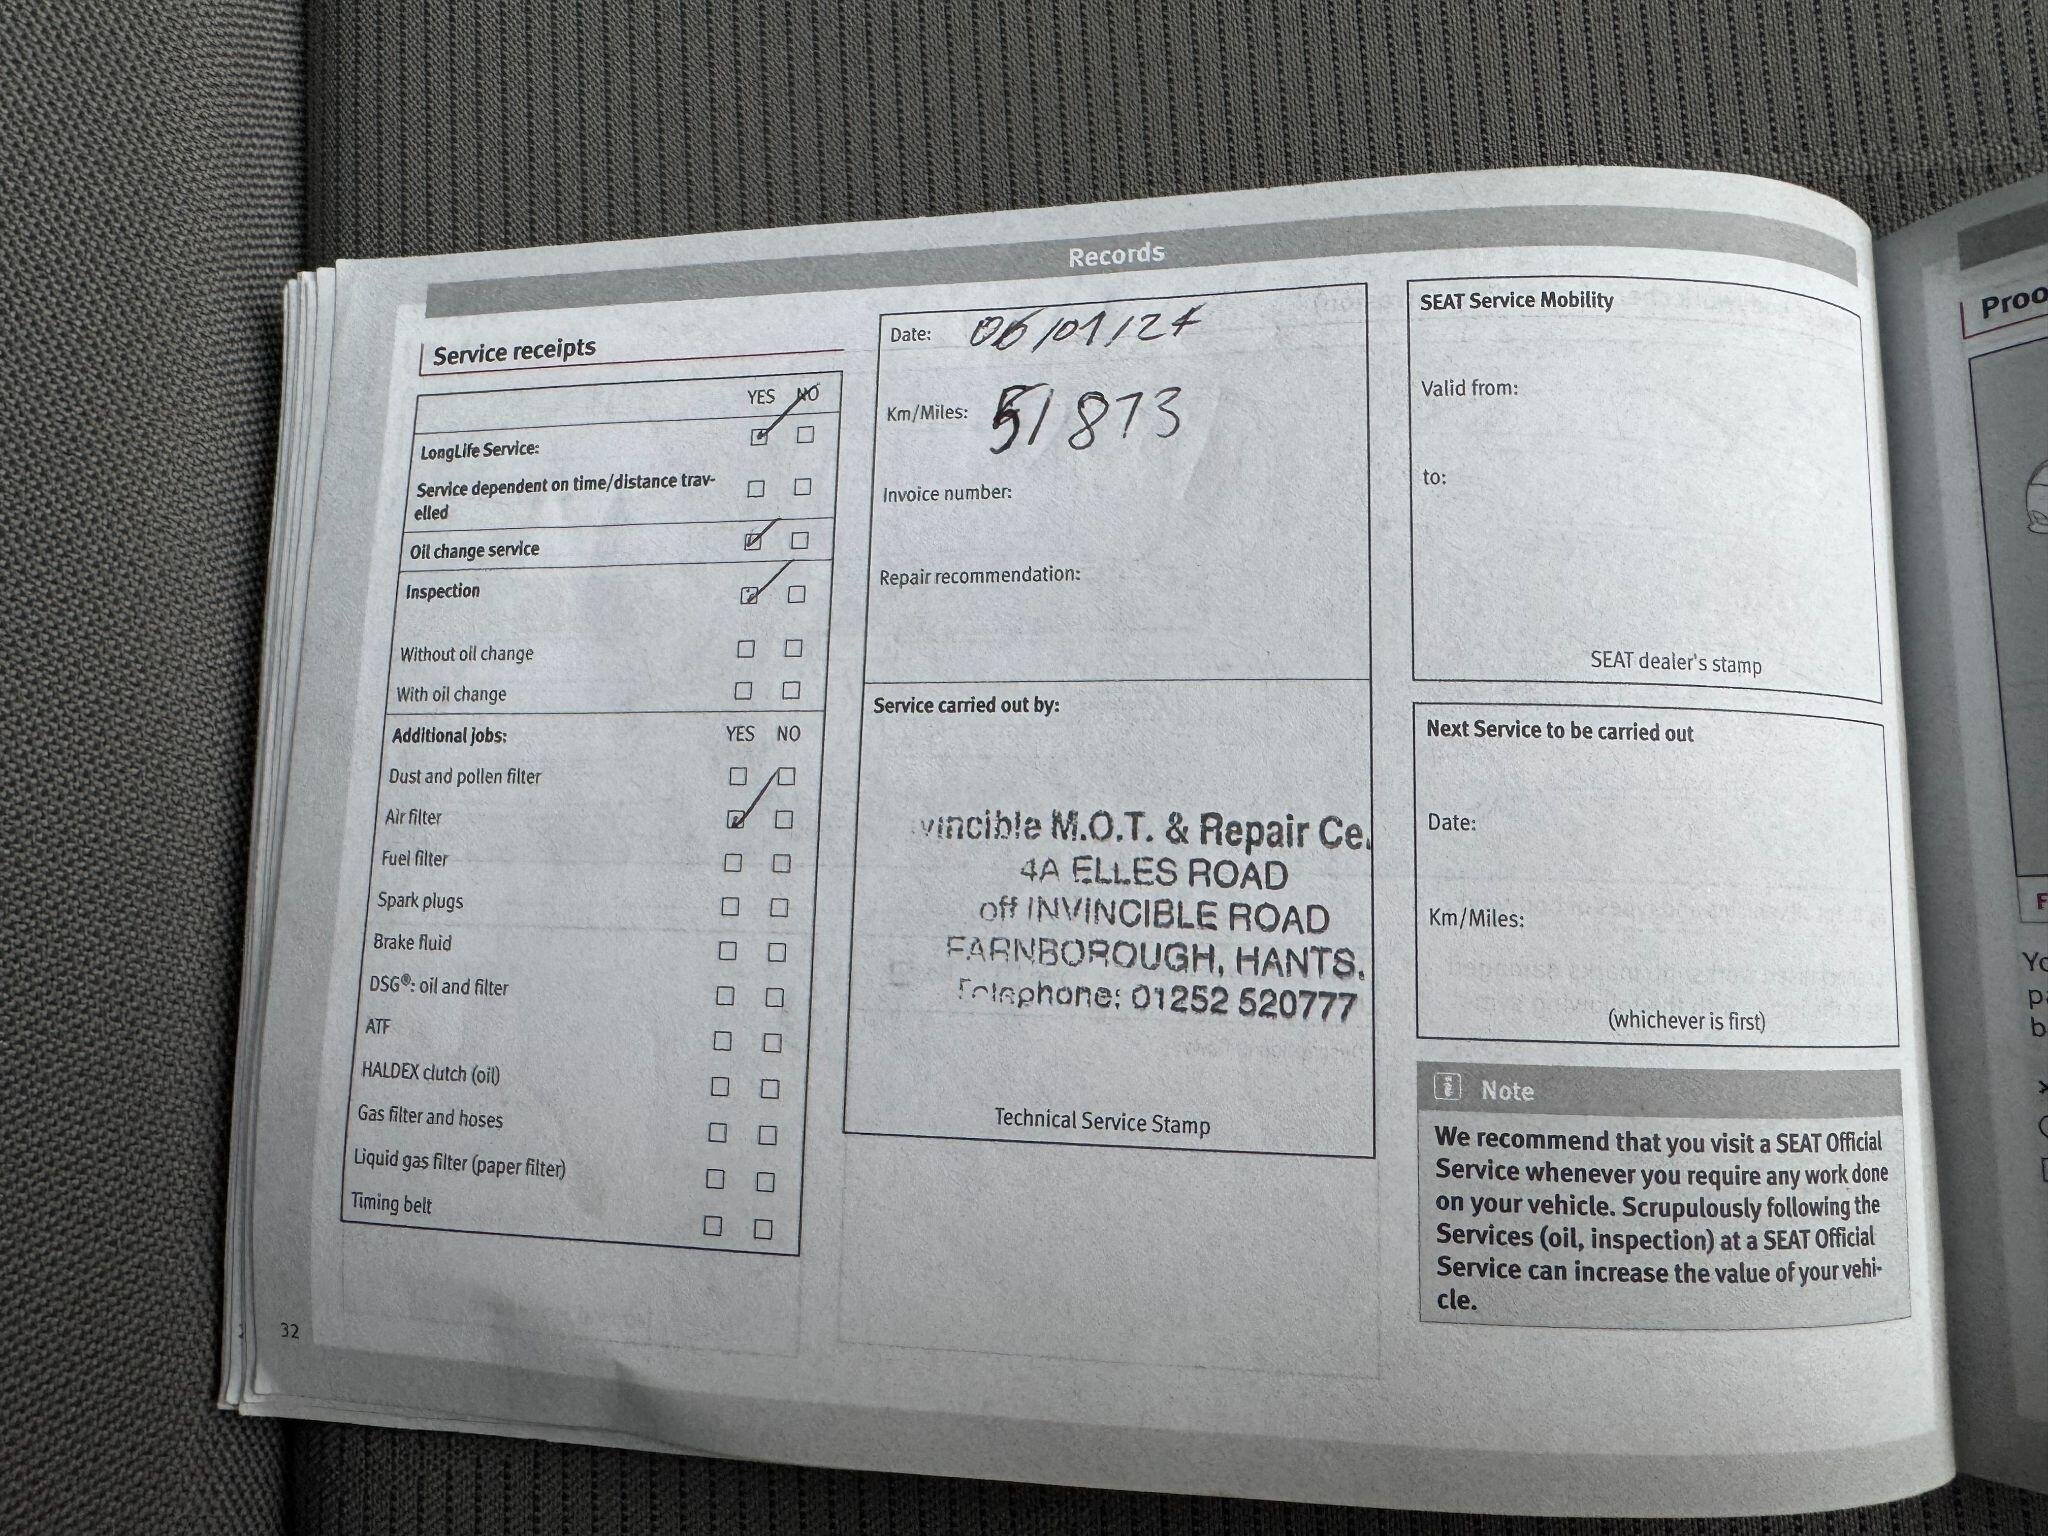 Records
Service receipts
YES NO
LongLife Service:
Service dependent on time/distance trav-
elled
Oil change service
Inspection
Without oil change
With oil change
Additional jobs: YES NO
Dust and pollen filter
Air filter
Fuel filter
Spark plugs
Brake fluid
DSG®: oil and filter
ATF
HALDEX clutch (oil)
Gas filter and hoses
Liquid gas filter (paper filter)
Timing belt
32
Date: 06/01/24
Km/Miles: 51873
Invoice number:
Repair recommendation:
Service carried out by:
vincible M.O.T. & Repair Ce.
4A ELLES ROAD
off INVINCIBLE ROAD
FARNBOROUGH, HANTS.
Telephone: 01252 520777
Technical Service Stamp
SEAT Service Mobility
Valid from:
to:
SEAT dealer's stamp
Next Service to be carried out
Date:
Km/Miles:
(whichever is first)
Note
We recommend that you visit a SEAT Official
Service whenever you require any work done
on your vehicle. Scrupulously following the
Services (oil, inspection) at a SEAT Official
Service can increase the value of your vehi-
cle.
Proo